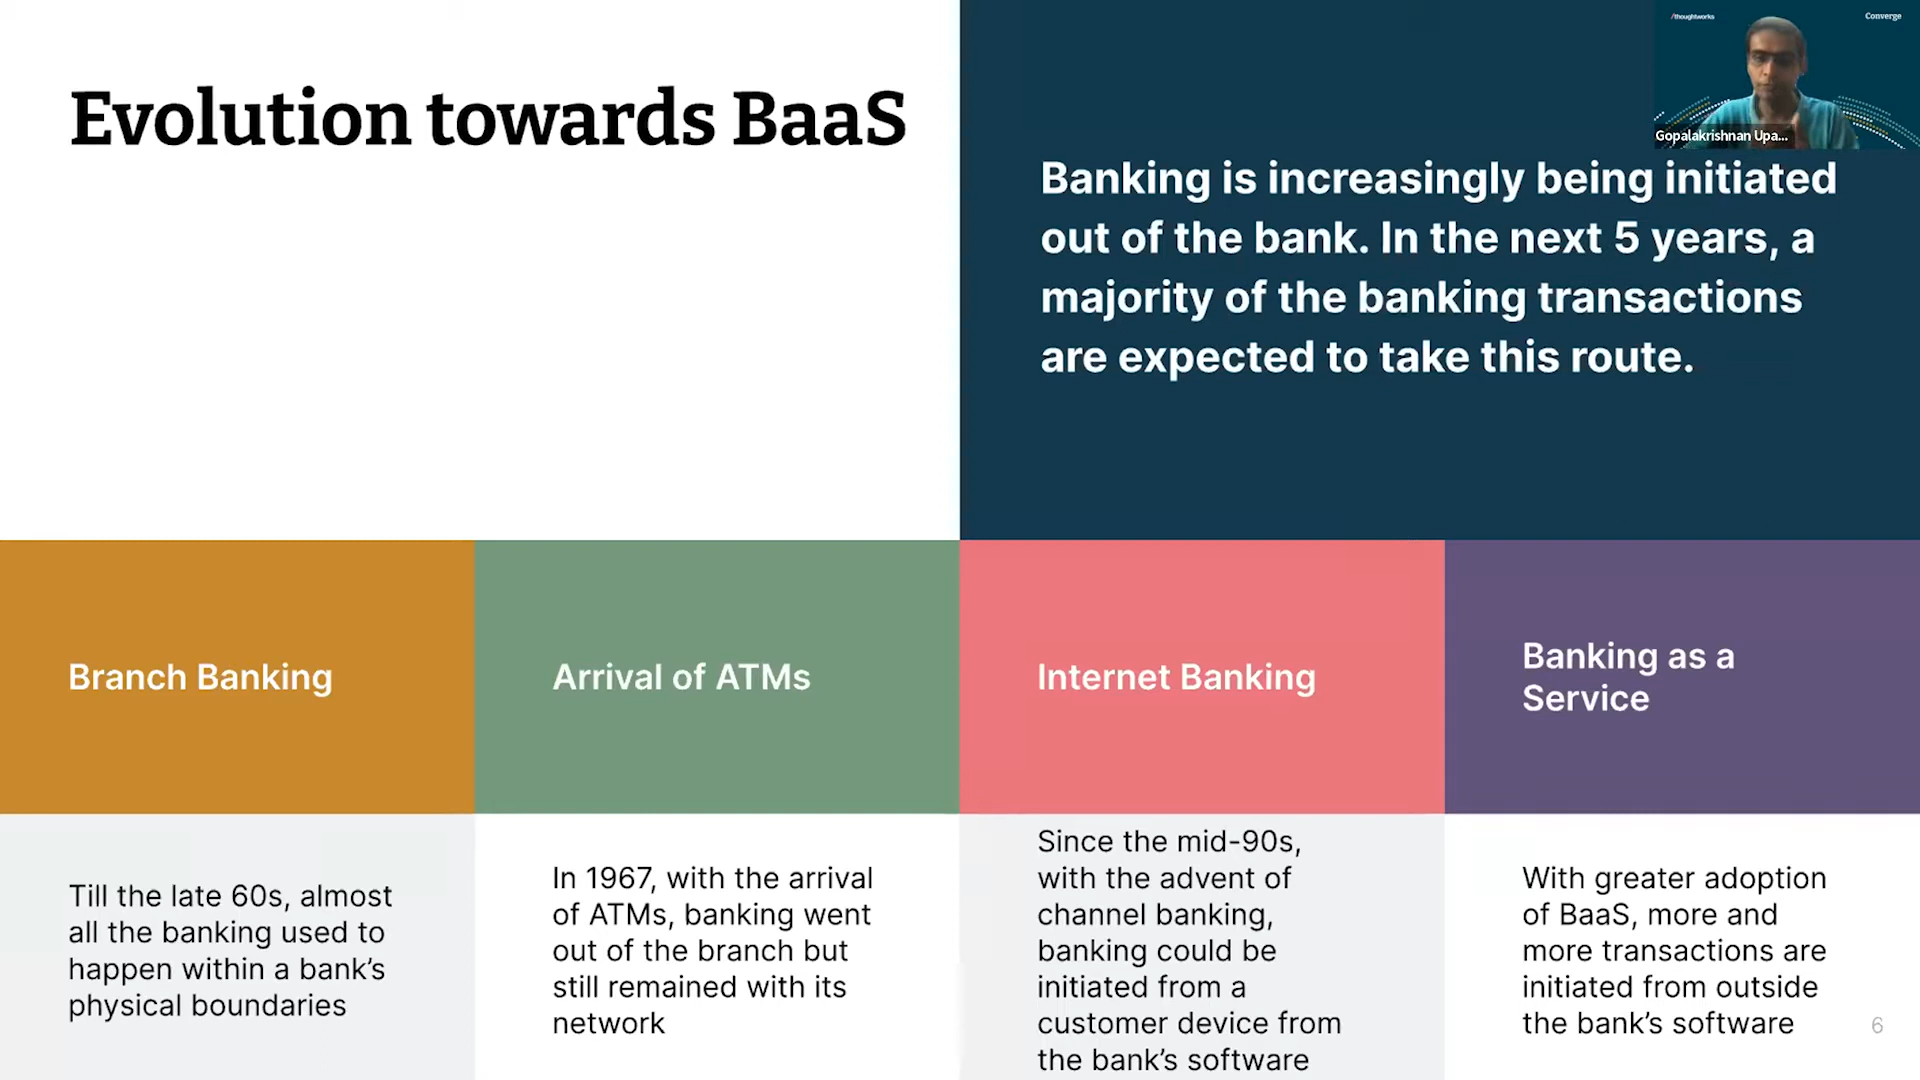 Evolution towards BaaS
/thoughtworks
Converge
Gopalakrishnan Upa...
Banking is increasingly being initiated
out of the bank. In the next 5 years, a
majority of the banking transactions
are expected to take this route.
Branch Banking
Till the late 60s, almost
all the banking used to
happen within a bank's
physical boundaries
Arrival of ATMs
In 1967, with the arrival
of ATMs, banking went
out of the branch but
still remained with its
network
Internet Banking
Since the mid-90s,
with the advent of
channel banking,
banking could be
initiated from a
customer device from
the bank's software
Banking as a
Service
With greater adoption
of BaaS, more and
more transactions are
initiated from outside
the bank's software
6